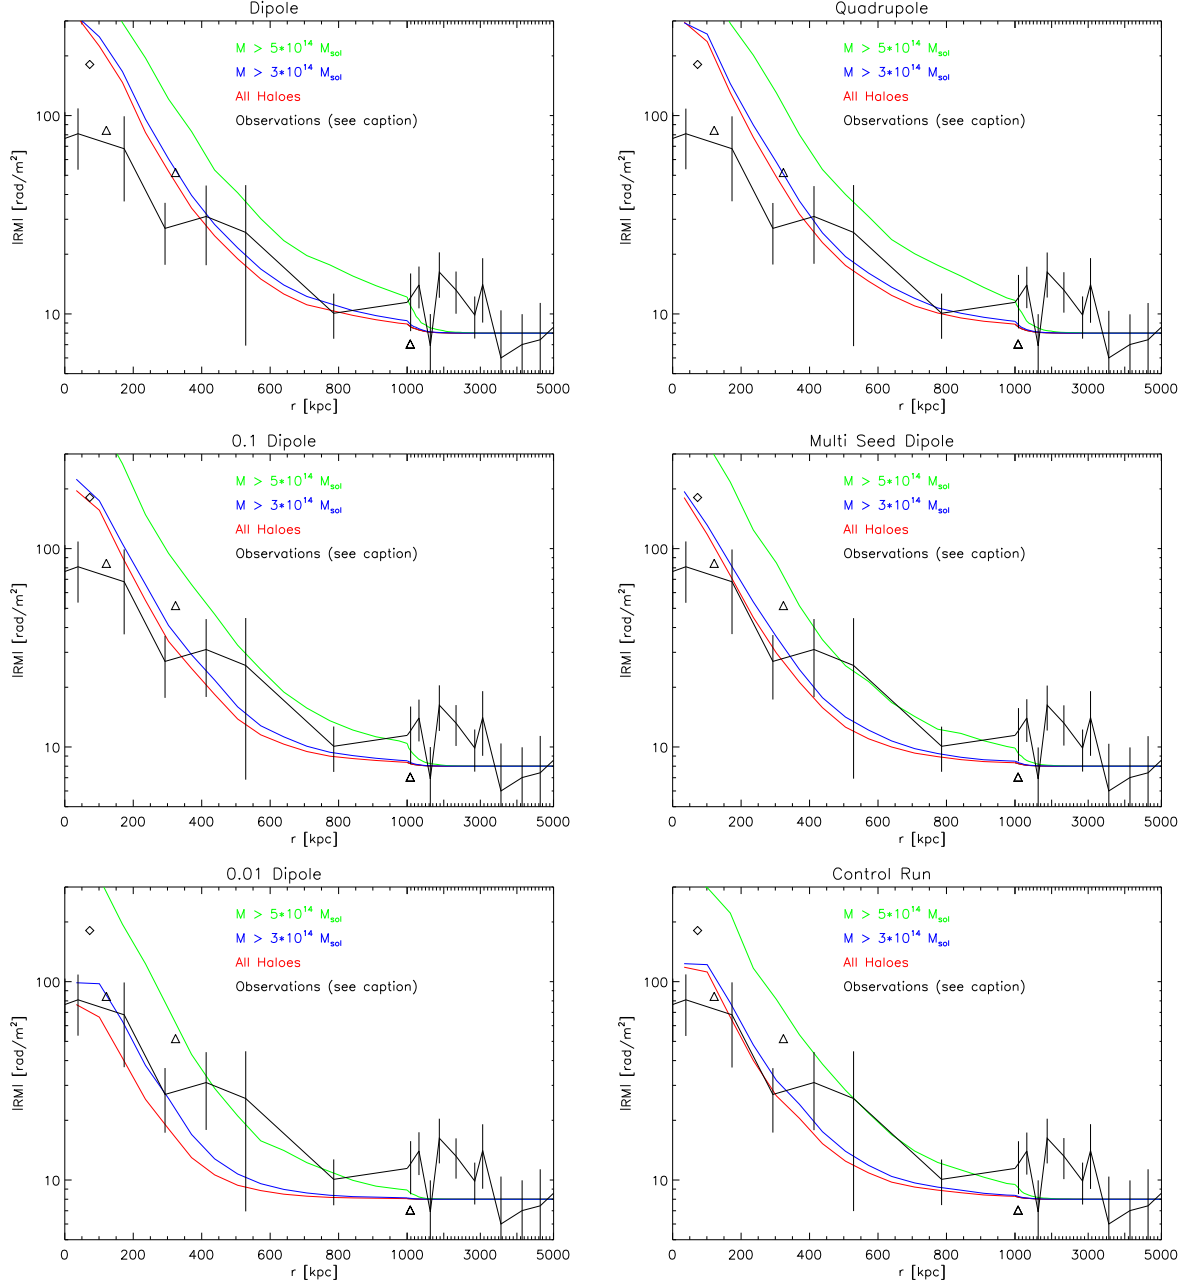 Dipole
M > 5*10^14 M_sol
M > 3*10^14 M_sol
All Haloes
Observations (see caption)
|RM| [rad/m^2]
100
10
0 200 400 600 800 1000 3000 5000
r [kpc]
Quadrupole
M > 5*10^14 M_sol
M > 3*10^14 M_sol
All Haloes
Observations (see caption)
|RM| [rad/m^2]
100
10
0 200 400 600 800 1000 3000 5000
r [kpc]
0.1 Dipole
M > 5*10^14 M_sol
M > 3*10^14 M_sol
All Haloes
Observations (see caption)
|RM| [rad/m^2]
100
10
0 200 400 600 800 1000 3000 5000
r [kpc]
Multi Seed Dipole
M > 5*10^14 M_sol
M > 3*10^14 M_sol
All Haloes
Observations (see caption)
|RM| [rad/m^2]
100
10
0 200 400 600 800 1000 3000 5000
r [kpc]
0.01 Dipole
M > 5*10^14 M_sol
M > 3*10^14 M_sol
All Haloes
Observations (see caption)
|RM| [rad/m^2]
100
10
0 200 400 600 800 1000 3000 5000
r [kpc]
Control Run
M > 5*10^14 M_sol
M > 3*10^14 M_sol
All Haloes
Observations (see caption)
|RM| [rad/m^2]
100
10
0 200 400 600 800 1000 3000 5000
r [kpc]